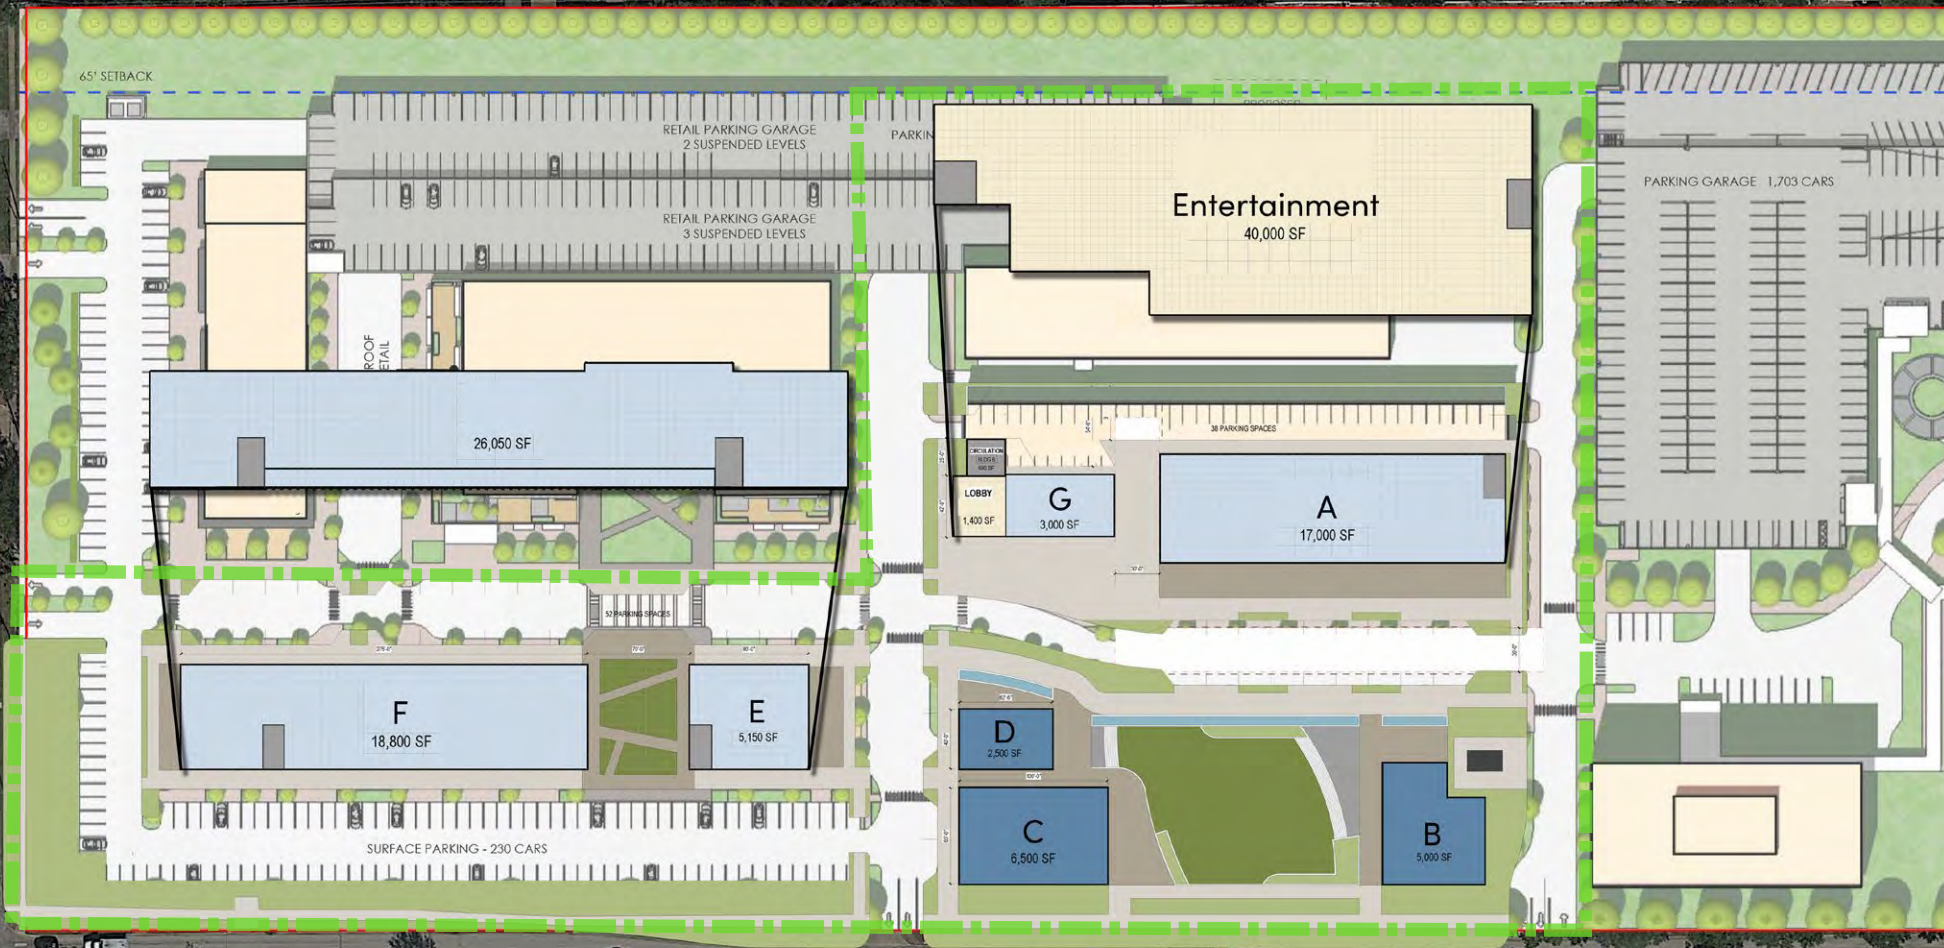 65' SETBACK
RETAIL PARKING GARAGE
2 SUSPENDED LEVELS
PARKIN
PROPOSED
Entertainment
40,000 SF
PARKING GARAGE 1,703 CARS
RETAIL PARKING GARAGE
3 SUSPENDED LEVELS
ROOF
ETAIL
26,050 SF
38 PARKING SPACES
CIRCULATION
LOBBY
1,400 SF
G
3,000 SF
A
17,000 SF
52 PARKING SPACES
F
18,800 SF
E
5,150 SF
D
2,500 SF
C
6,500 SF
B
5,000 SF
SURFACE PARKING - 230 CARS